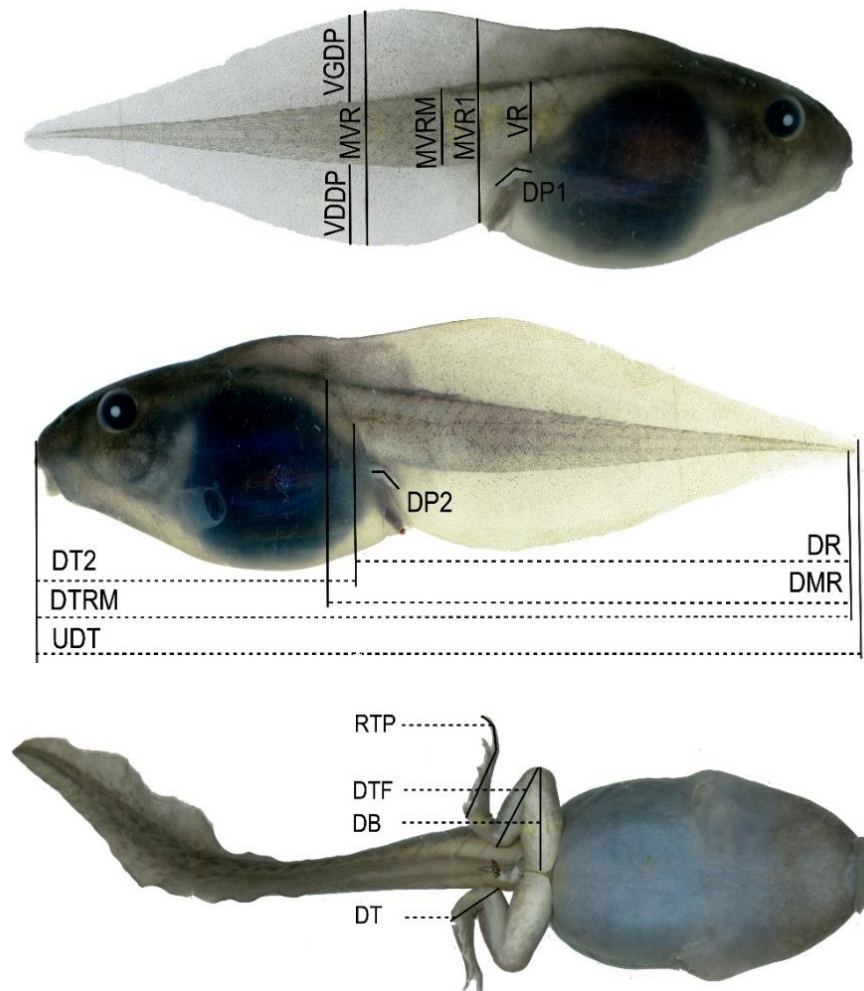 VGDP
MVR
VDDP
MVRM
MVR1
VR
DP1
DP2
DT2
DR
DTRM
DMR
UDT
RTP
DTF
DB
DT